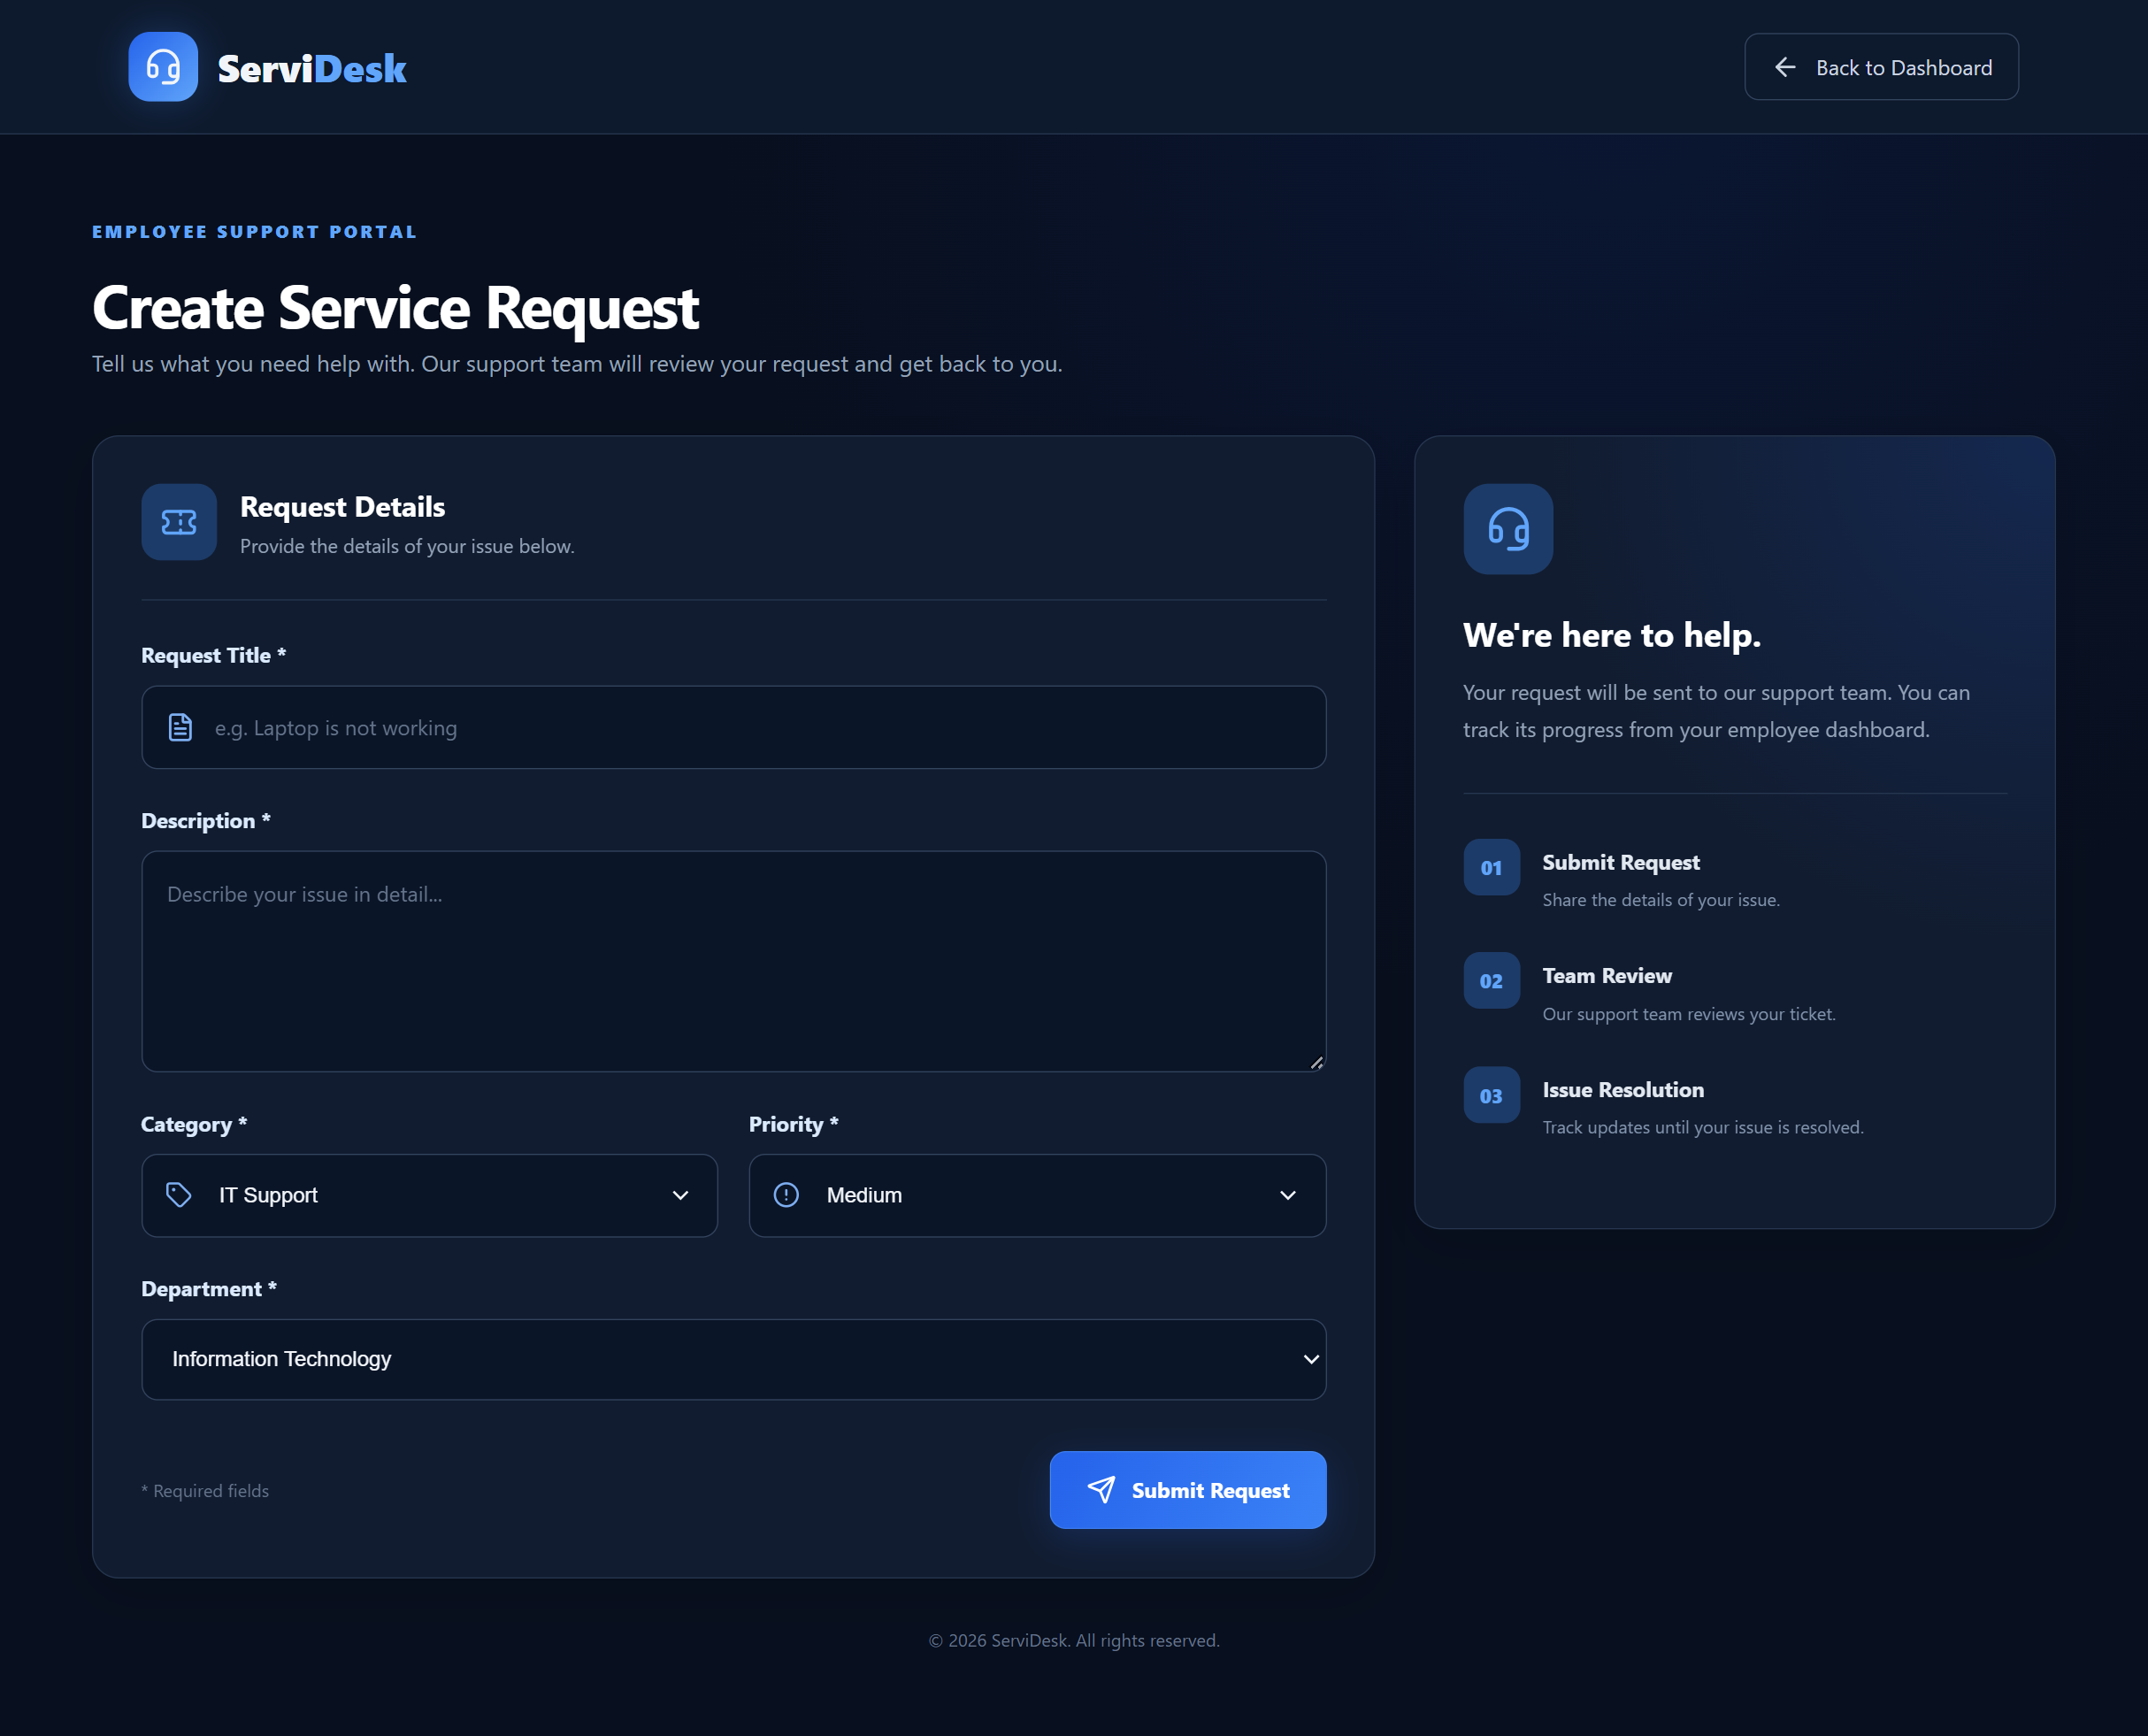 ServiDesk
Back to Dashboard
EMPLOYEE SUPPORT PORTAL
Create Service Request
Tell us what you need help with. Our support team will review your request and get back to you.
Request Details
Provide the details of your issue below.
Request Title *
e.g. Laptop is not working
Description *
Describe your issue in detail...
Category *
Priority *
IT Support
Medium
Department *
Information Technology
* Required fields
Submit Request
We're here to help.
Your request will be sent to our support team. You can
track its progress from your employee dashboard.
01
Submit Request
Share the details of your issue.
02
Team Review
Our support team reviews your ticket.
03
Issue Resolution
Track updates until your issue is resolved.
© 2026 ServiDesk. All rights reserved.